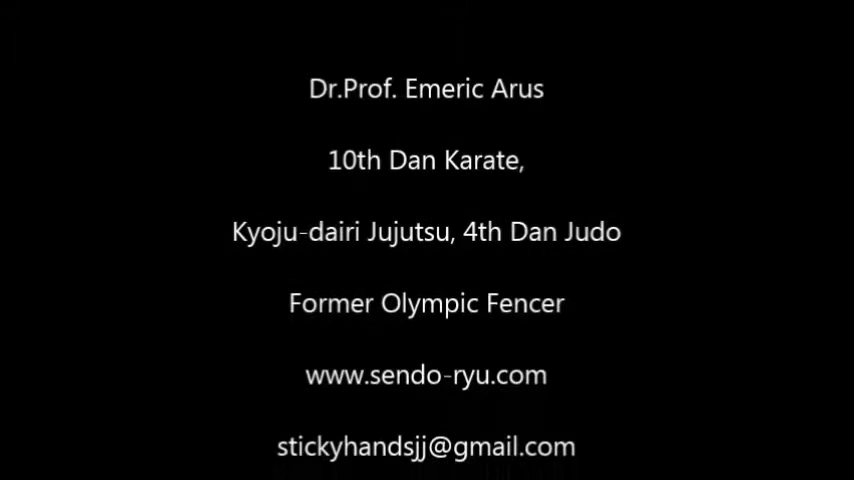 Dr.Prof. Emeric Arus
10th Dan Karate,
Kyoju-dairi Jujutsu, 4th Dan Judo
Former Olympic Fencer
www.sendo-ryu.com
stickyhandsjj@gmail.com